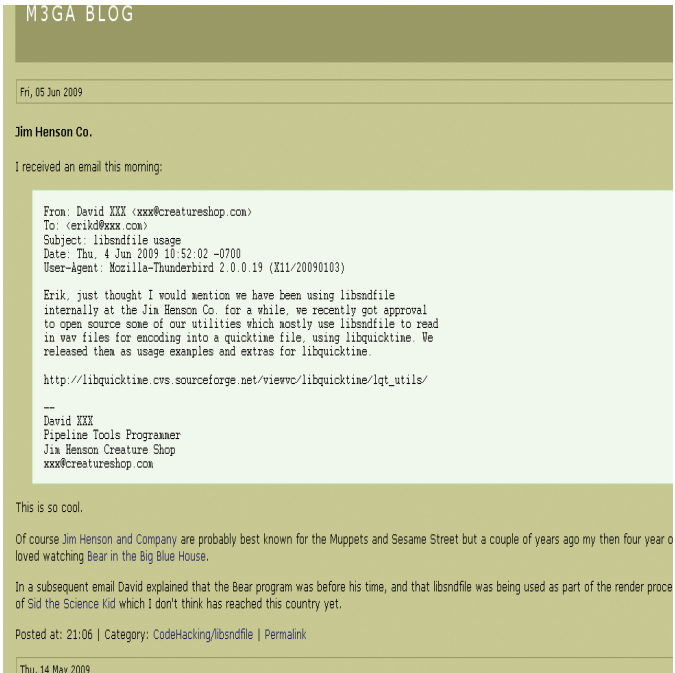 M3GA BLOG
Fri, 05 Jun 2009
Jim Henson Co.
I received an email this morning:
From: David XXX <xxx@creatureshop.com>
To: <erikd@xxx.com>
Subject: libsndfile usage
Date: Thu, 4 Jun 2009 10:52:02 -0700
User-Agent: Mozilla-Thunderbird 2.0.0.19 (X11/20090103)
Erik, just thought I would mention we have been using libsndfile
internally at the Jim Henson Co. for a while, we recently got approval
to open source some of our utilities which mostly use libsndfile to read
in wav files for encoding into a quicktime file, using libquicktime. We
released them as usage examples and extras for libquicktime.
http://libquicktime.cvs.sourceforge.net/viewvc/libquicktime/lqt_utils/
--
David XXX
Pipeline Tools Programmer
Jim Henson Creature Shop
xxx@creatureshop.com
This is so cool.
Of course Jim Henson and Company are probably best known for the Muppets and Sesame Street but a couple of years ago my then four year o
loved watching Bear in the Big Blue House.
In a subsequent email David explained that the Bear program was before his time, and that libsndfile was being used as part of the render proce
of Sid the Science Kid which I don't think has reached this country yet.
Posted at: 21:06 | Category: CodeHacking/libsndfile | Permalink
Thu, 14 May 2009